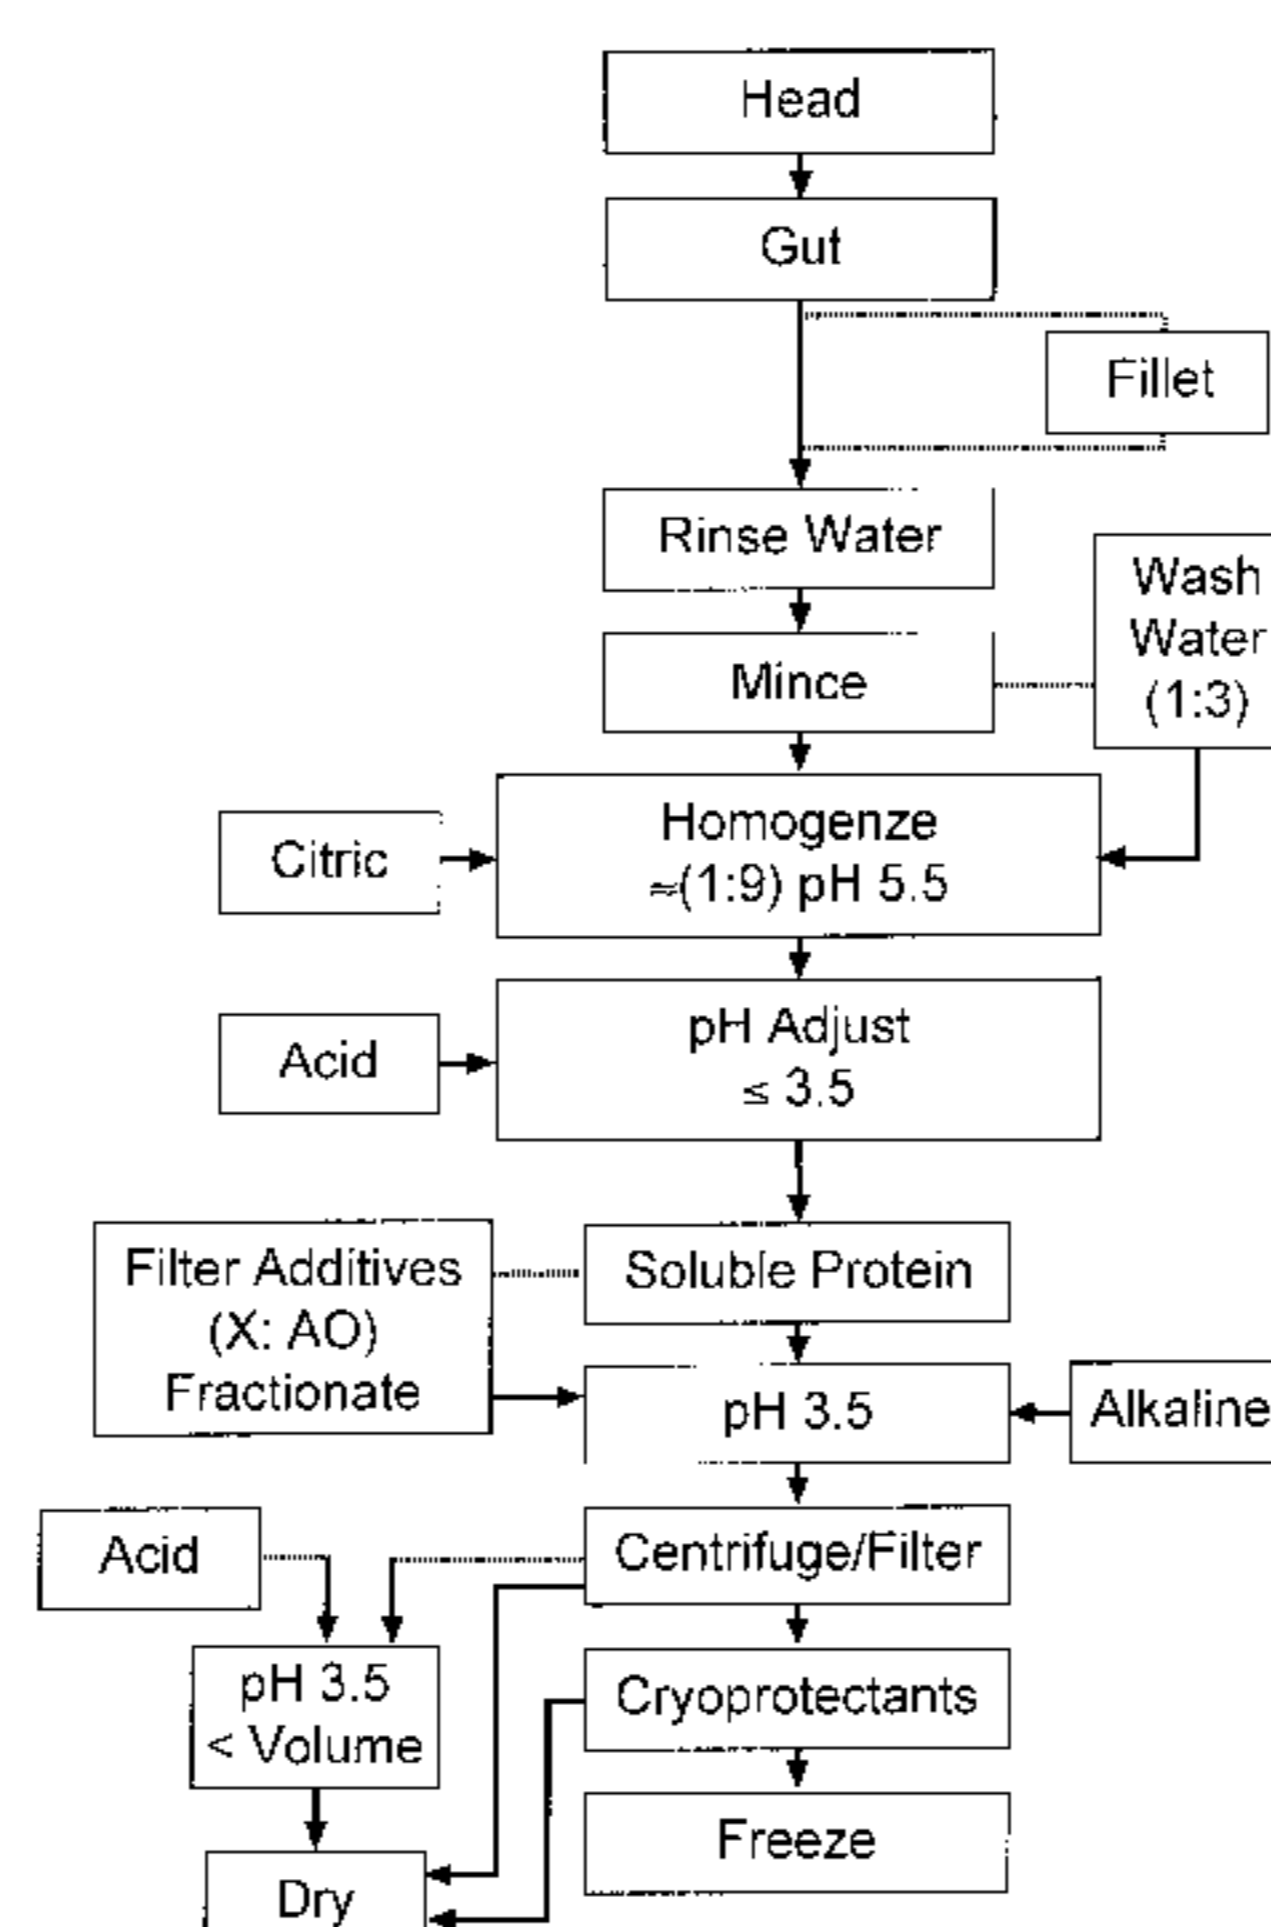 Head
Gut
Fillet
Rinse Water
Wash
Water
(1:3)
Mince
Homogenze
≈(1:9) pH 5.5
Citric
pH Adjust
≤ 3.5
Acid
Filter Additives
(X: AO)
Fractionate
Soluble Protein
pH 3.5
Alkaline
Acid
Centrifuge/Filter
pH 3.5
< Volume
Cryoprotectants
Freeze
Dry